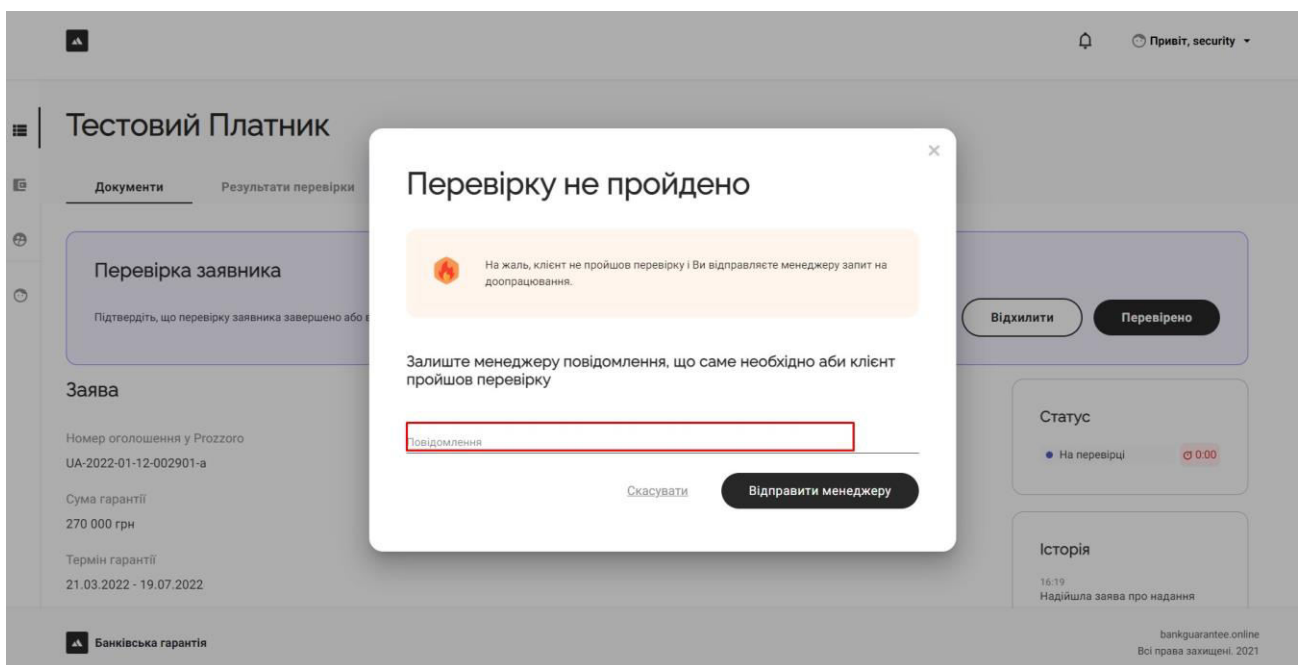 Привіт, security
Тестовий Платник
Документи
Результати перевірки
Перевірка заявника
Підтвердіть, що перевірку заявника завершено або
Відхилити
Перевірено
Перевірку не пройдено
На жаль, клієнт не пройшов перевірку і Ви відправляєте менеджеру запит на
доопрацювання.
Залиште менеджеру повідомлення, що саме необхідно аби клієнт
пройшов перевірку
Повідомлення
Скасувати
Відправити менеджеру
Заява
Номер оголошення у Prozzoro
UA-2022-01-12-002901-a
Сума гарантії
270 000 грн
Термін гарантії
21.03.2022 - 19.07.2022
Статус
На перевірці
0:00
Історія
16:19
Надійшла заява про надання
Банківська гарантія
bankguarantee.online
Всі права захищені. 2021